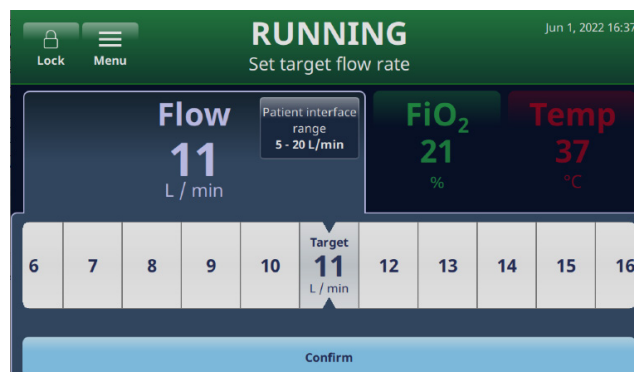 RUNNING
Jun 1, 2022 16:37
Lock
Menu
Set target flow rate
Flow
11
L / min
Patient interface
range
5 - 20 L/min
FiO2
21
%
Temp
37
°C
6 7 8 9 10 Target 11 L / min 12 13 14 15 16
Confirm